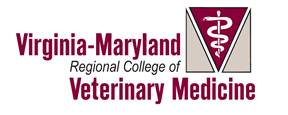 Virginia-Maryland
Regional College of
Veterinary Medicine